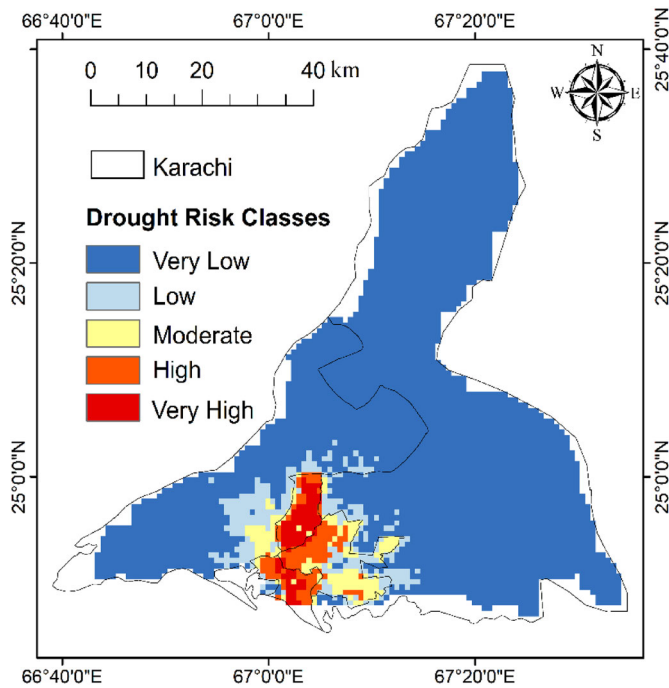 66°40'0"E 67°0'0"E 67°20'0"E
0 10 20 40 km
N
W E
S
25°40'0"N
Karachi
Drought Risk Classes
Very Low
Low
Moderate
High
Very High
25°20'0"N 25°20'0"N
25°0'0"N 25°0'0"N
66°40'0"E 67°0'0"E 67°20'0"E